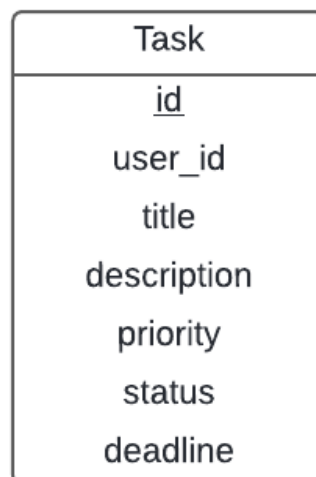 Task
id
user_id
title
description
priority
status
deadline